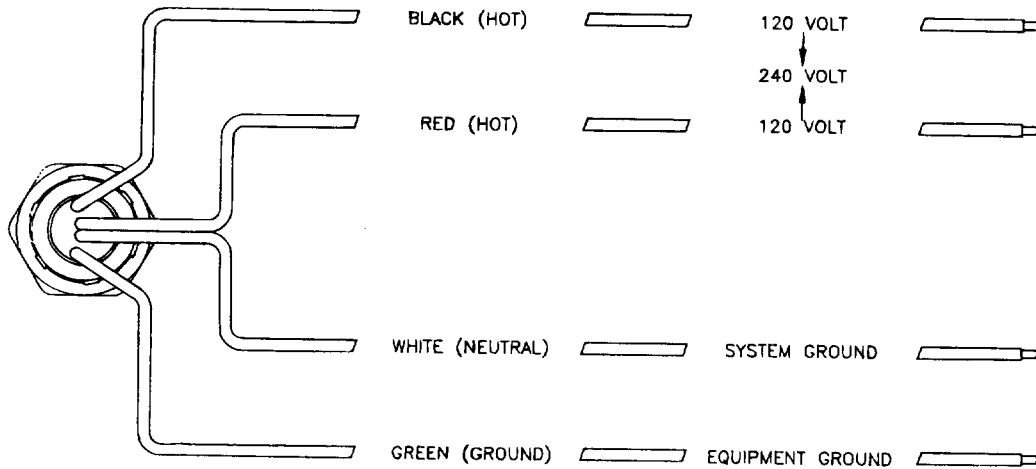 BLACK (HOT) 120 VOLT
240 VOLT
RED (HOT) 120 VOLT
WHITE (NEUTRAL) SYSTEM GROUND
GREEN (GROUND) EQUIPMENT GROUND